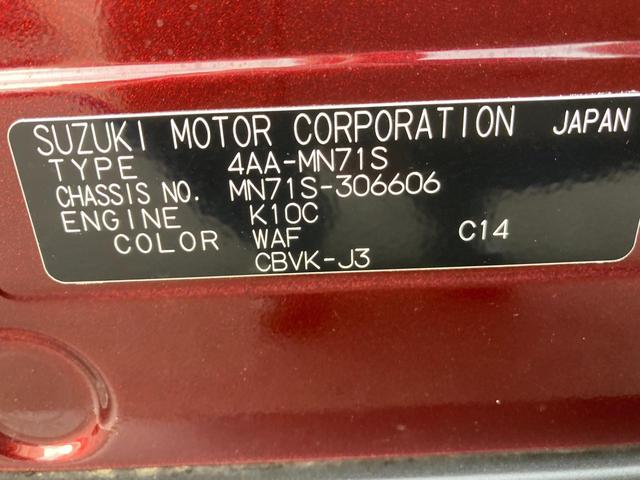 SUZUKI MOTOR CORPORATION JAPAN
TYPE 4AA-MN71S
CHASSIS NO. MN71S-306606
ENGINE K10C
COLOR WAF C14
CBVK-J3